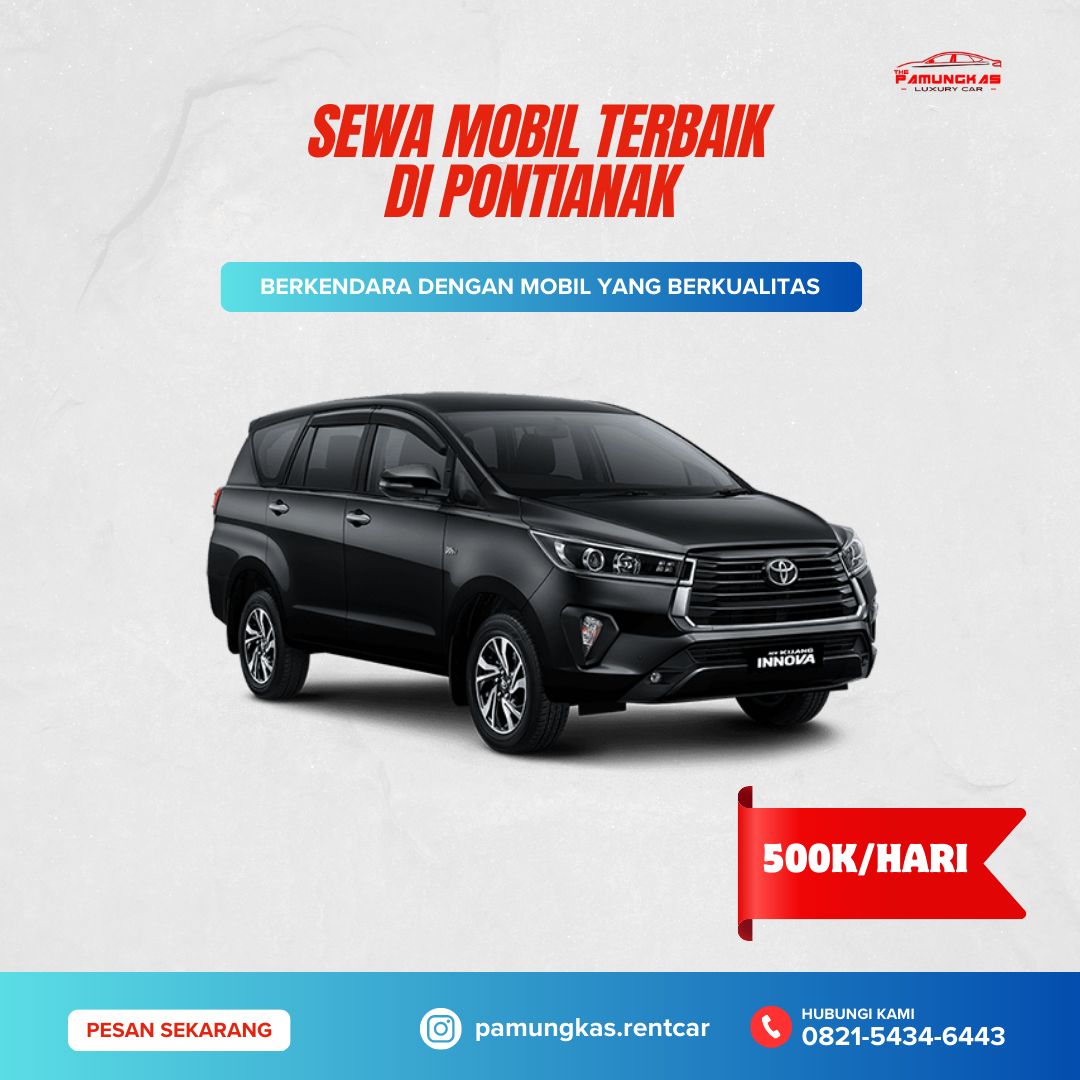 THE
PAMUNGKAS
- LUXURY CAR -
SEWA MOBIL TERBAIK
DI PONTIANAK
BERKENDARA DENGAN MOBIL YANG BERKUALITAS
KIJANG
INNOVA
500K/HARI
PESAN SEKARANG
pamungkas.rentcar
HUBUNGI KAMI
0821-5434-6443